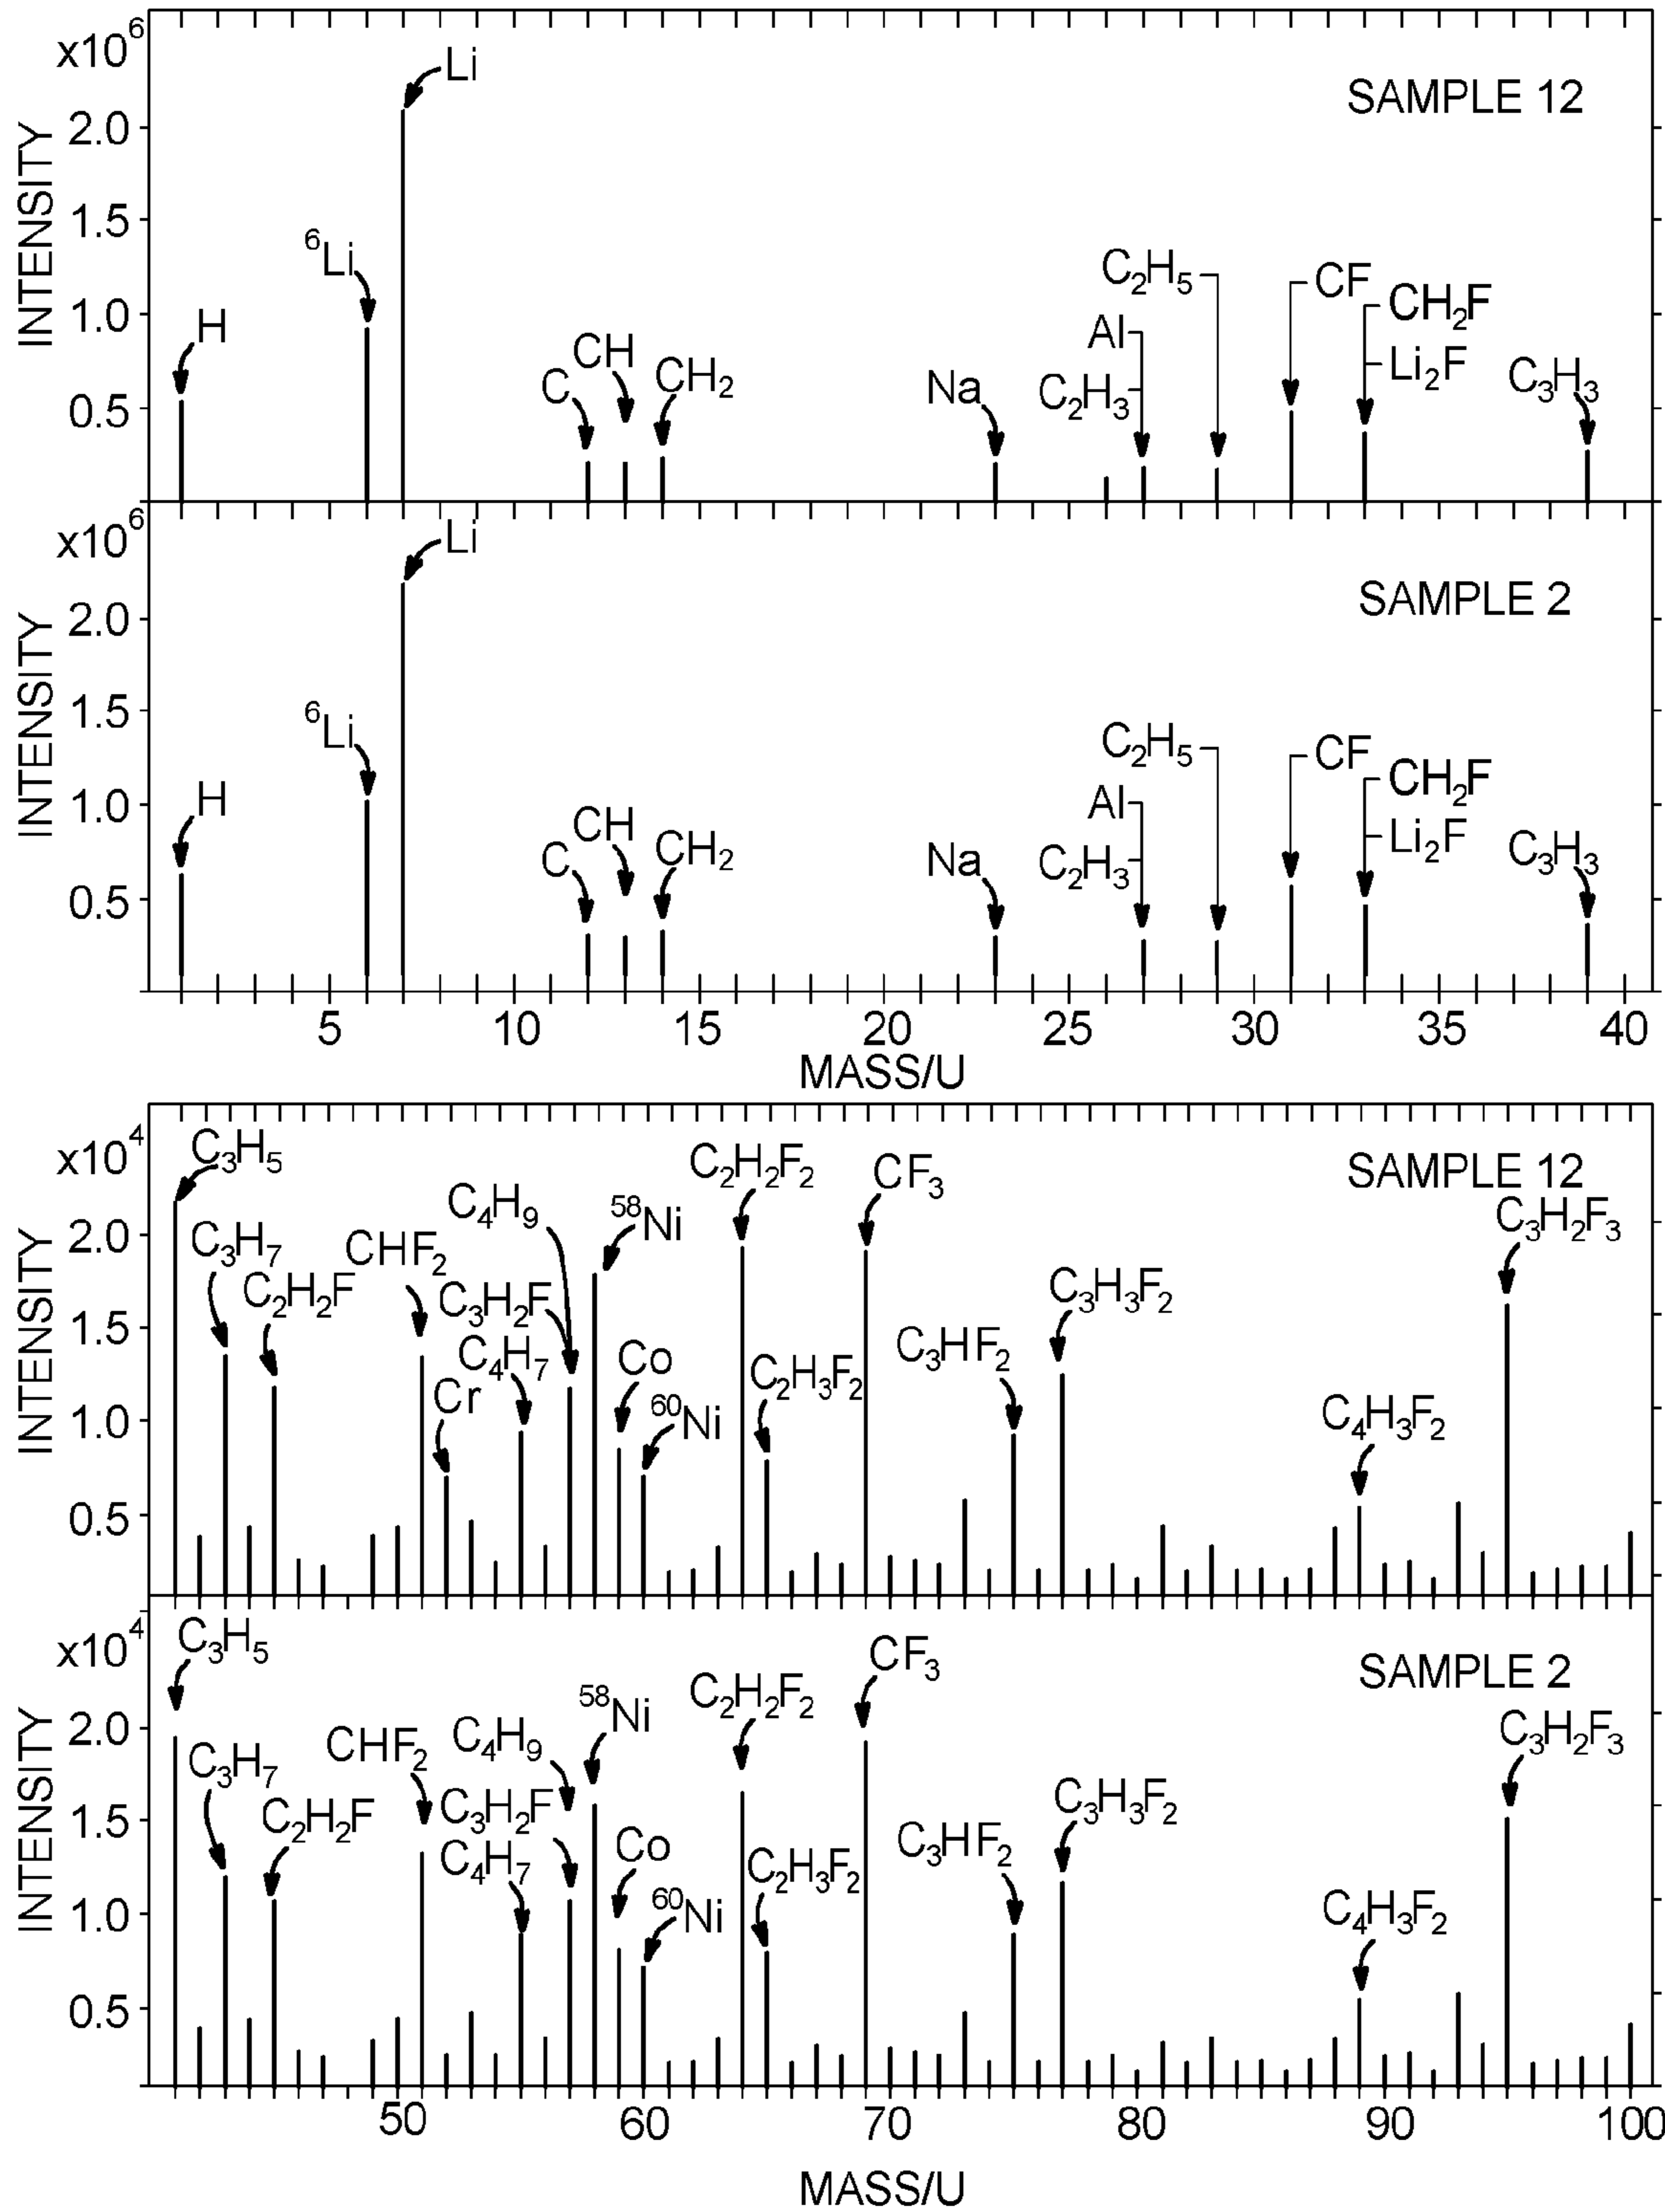 x10⁶
Li
SAMPLE 12
2.0
INTENSITY
1.5
⁶Li
C₂H₅
CF
CH₂F
1.0
H
Al
CH
Li₂F
C
CH₂
Na
C₂H₃
C₃H₃
0.5
x10⁶
Li
SAMPLE 2
2.0
INTENSITY
1.5
⁶Li
C₂H₅
CF
CH₂F
1.0
H
Al
CH
Li₂F
C
CH₂
Na
C₂H₃
C₃H₃
0.5
5 10 15 20 25 30 35 40
MASS/U
x10⁴
C₃H₅
C₂H₂F₂
CF₃
SAMPLE 12
C₄H₉
⁵⁸Ni
C₃H₂F₃
2.0
C₃H₇
CHF₂
INTENSITY
C₂H₂F
C₃H₂F
C₃H₃F₂
1.5
C₄H₇
Co
C₃HF₂
C₂H₃F₂
Cr
⁶⁰Ni
C₄H₃F₂
1.0
0.5
x10⁴
C₃H₅
CF₃
SAMPLE 2
⁵⁸Ni
C₂H₂F₂
2.0
CHF₂
C₄H₉
C₃H₂F₃
INTENSITY
C₃H₇
C₂H₂F
C₃H₂F
C₃H₃F₂
1.5
C₄H₇
Co
C₂H₃F₂
C₃HF₂
⁶⁰Ni
C₄H₃F₂
1.0
0.5
50 60 70 80 90 100
MASS/U